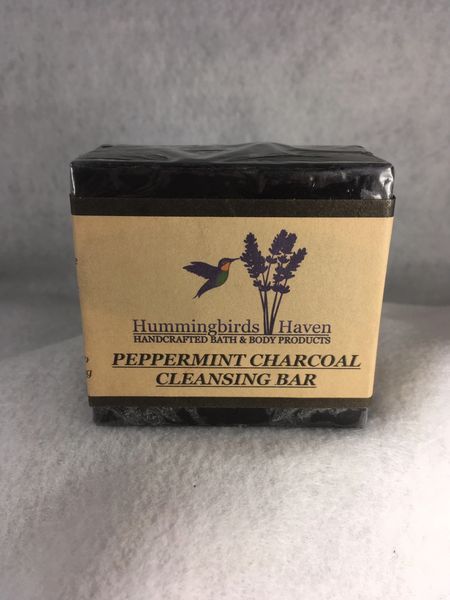 Hummingbirds Haven
HANDCRAFTED BATH & BODY PRODUCTS
PEPPERMINT CHARCOAL
CLEANSING BAR